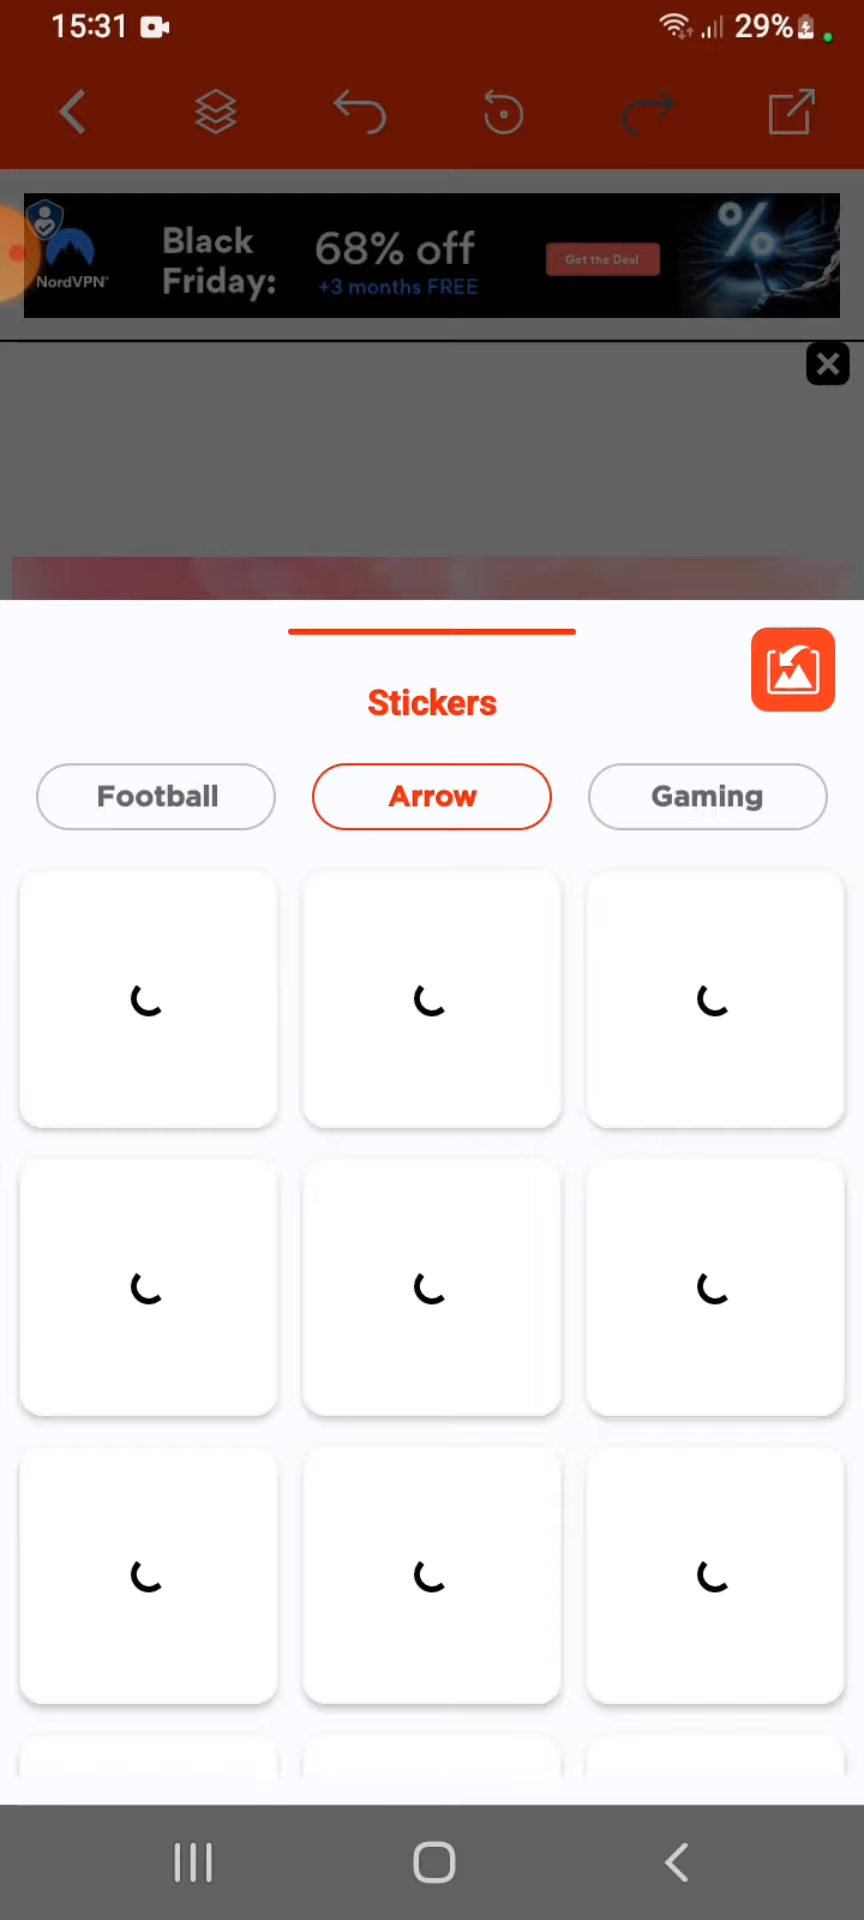 15:31
29%
NordVPN®
Black
Friday:
68% off
+3 months FREE
Get the Deal
%
Stickers
Football
Arrow
Gaming